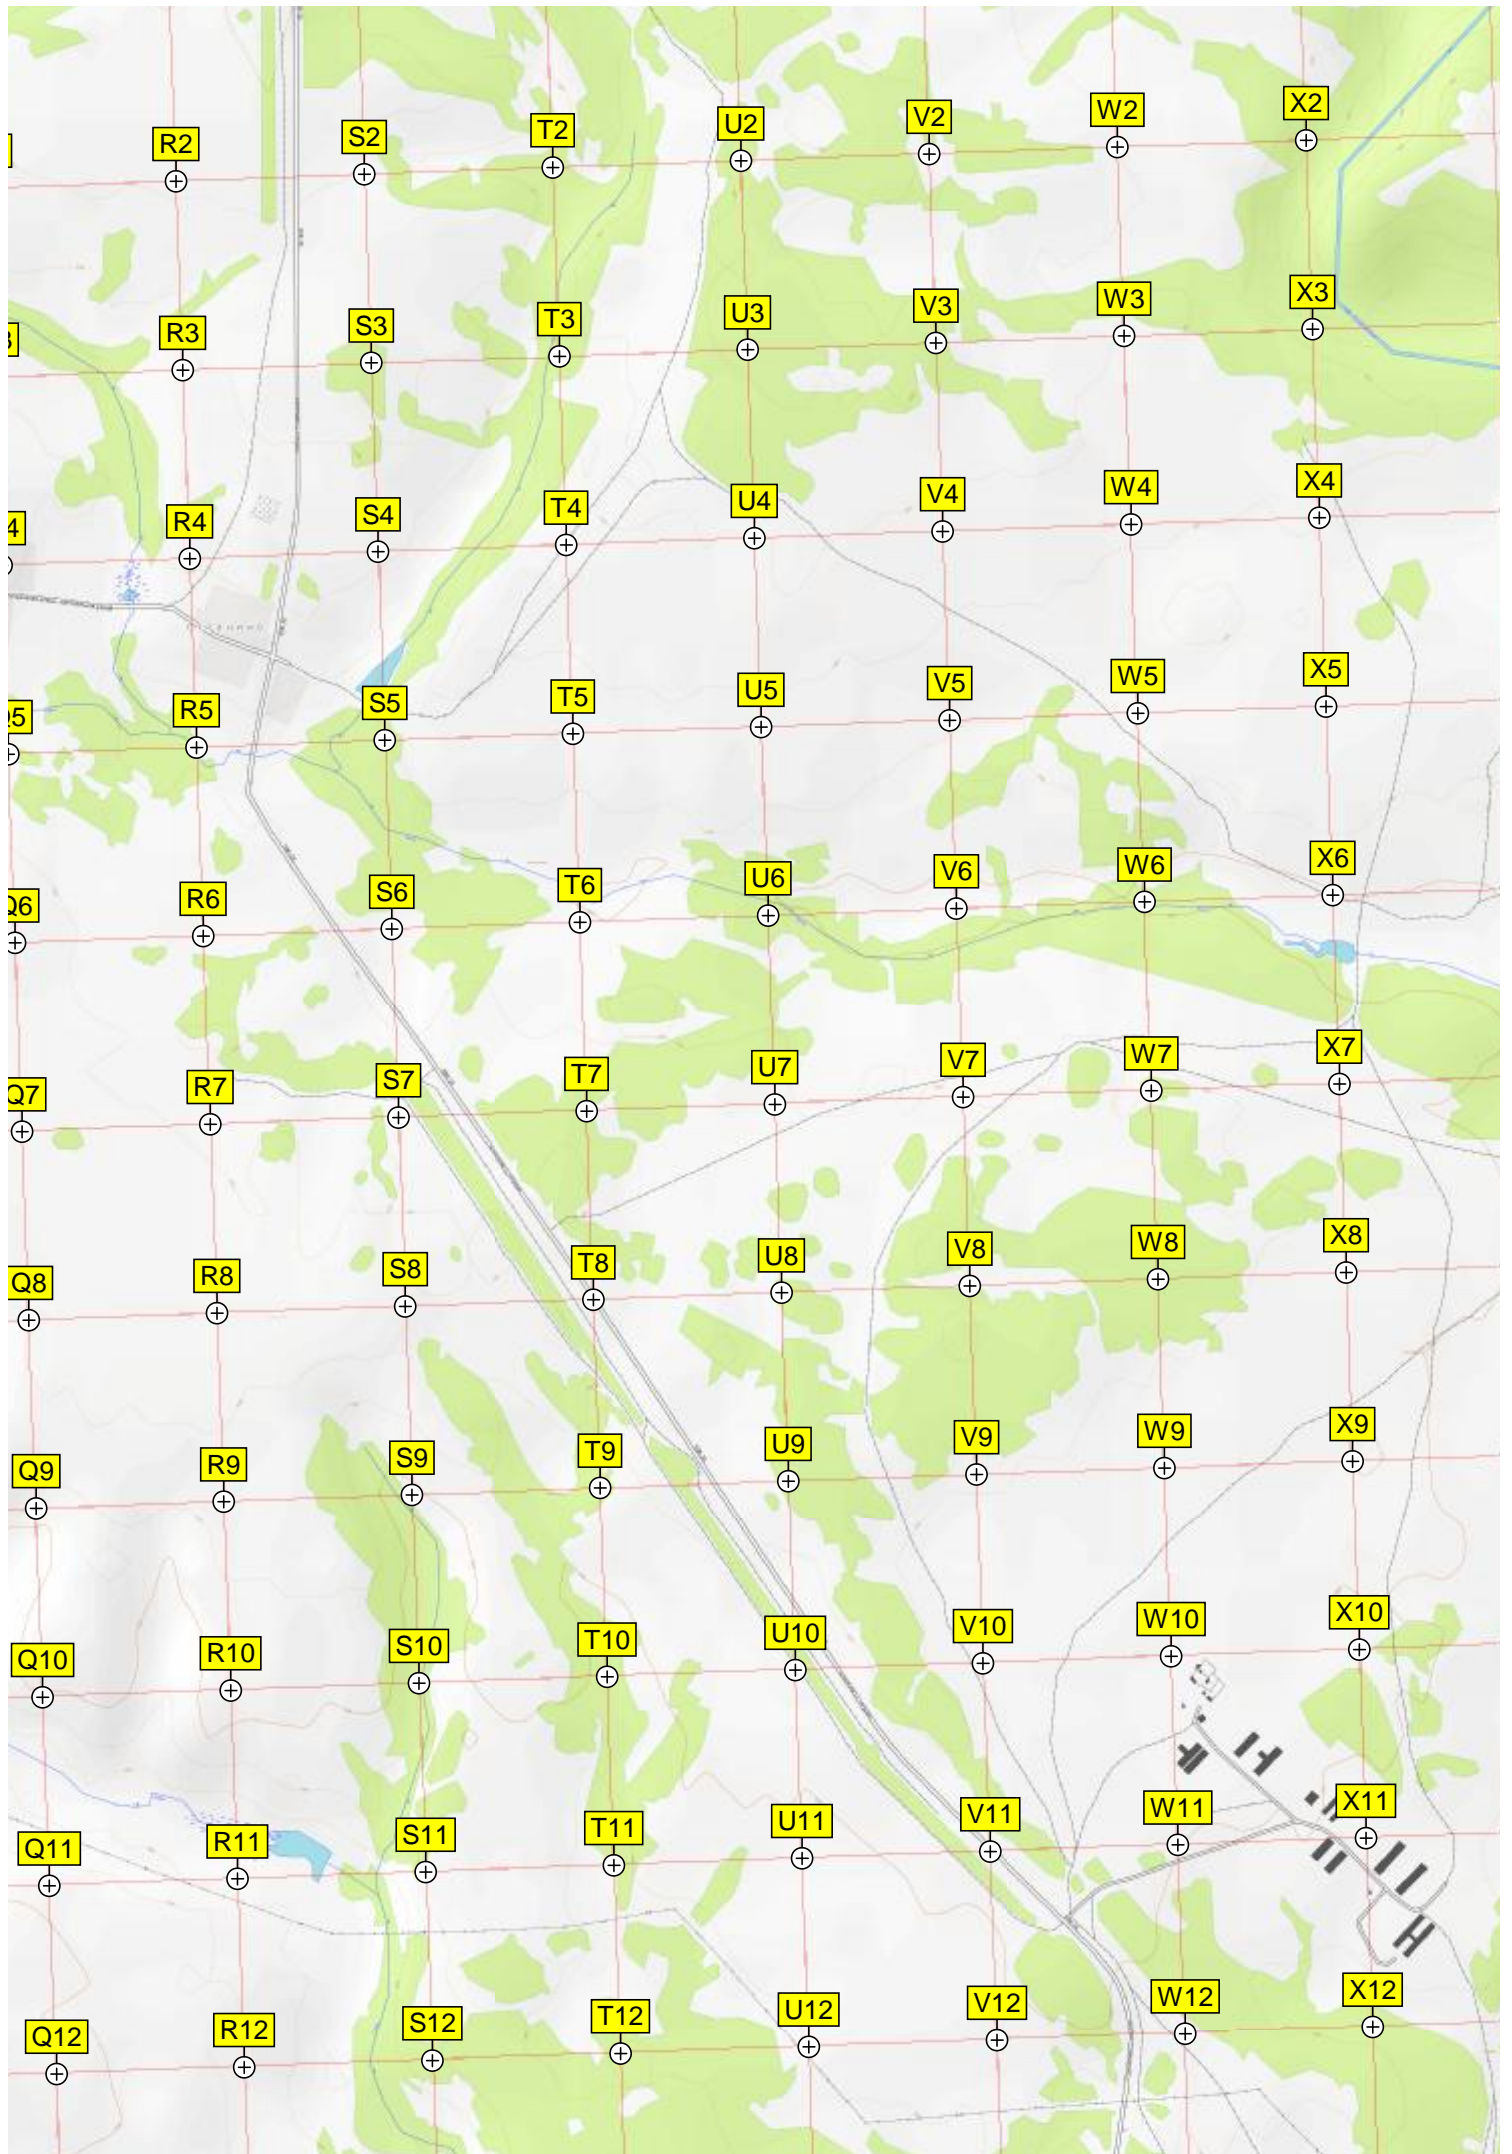 R2 S2 T2 U2 V2 W2 X2
R3 S3 T3 U3 V3 W3 X3
4 R4 S4 T4 U4 V4 W4 X4
5 R5 S5 T5 U5 V5 W5 X5
Q6 R6 S6 T6 U6 V6 W6 X6
Q7 R7 S7 T7 U7 V7 W7 X7
Q8 R8 S8 T8 U8 V8 W8 X8
Q9 R9 S9 T9 U9 V9 W9 X9
Q10 R10 S10 T10 U10 V10 W10 X10
Q11 R11 S11 T11 U11 V11 W11 X11
Q12 R12 S12 T12 U12 V12 W12 X12